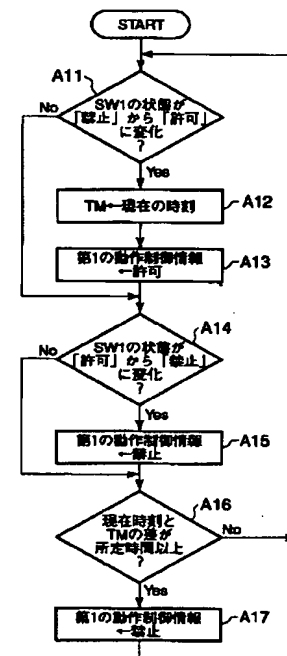 START
A11
SW1の状態が
「禁止」から「許可」
に変化
?
No
Yes
TM←現在の時刻
A12
第1の動作制御情報
←許可
A13
A14
SW1の状態が
「許可」から「禁止」
に変化
?
No
Yes
第1の動作制御情報
←禁止
A15
A16
現在時刻と
TMの差が
所定時間以上
?
No
Yes
第1の動作制御情報
←禁止
A17